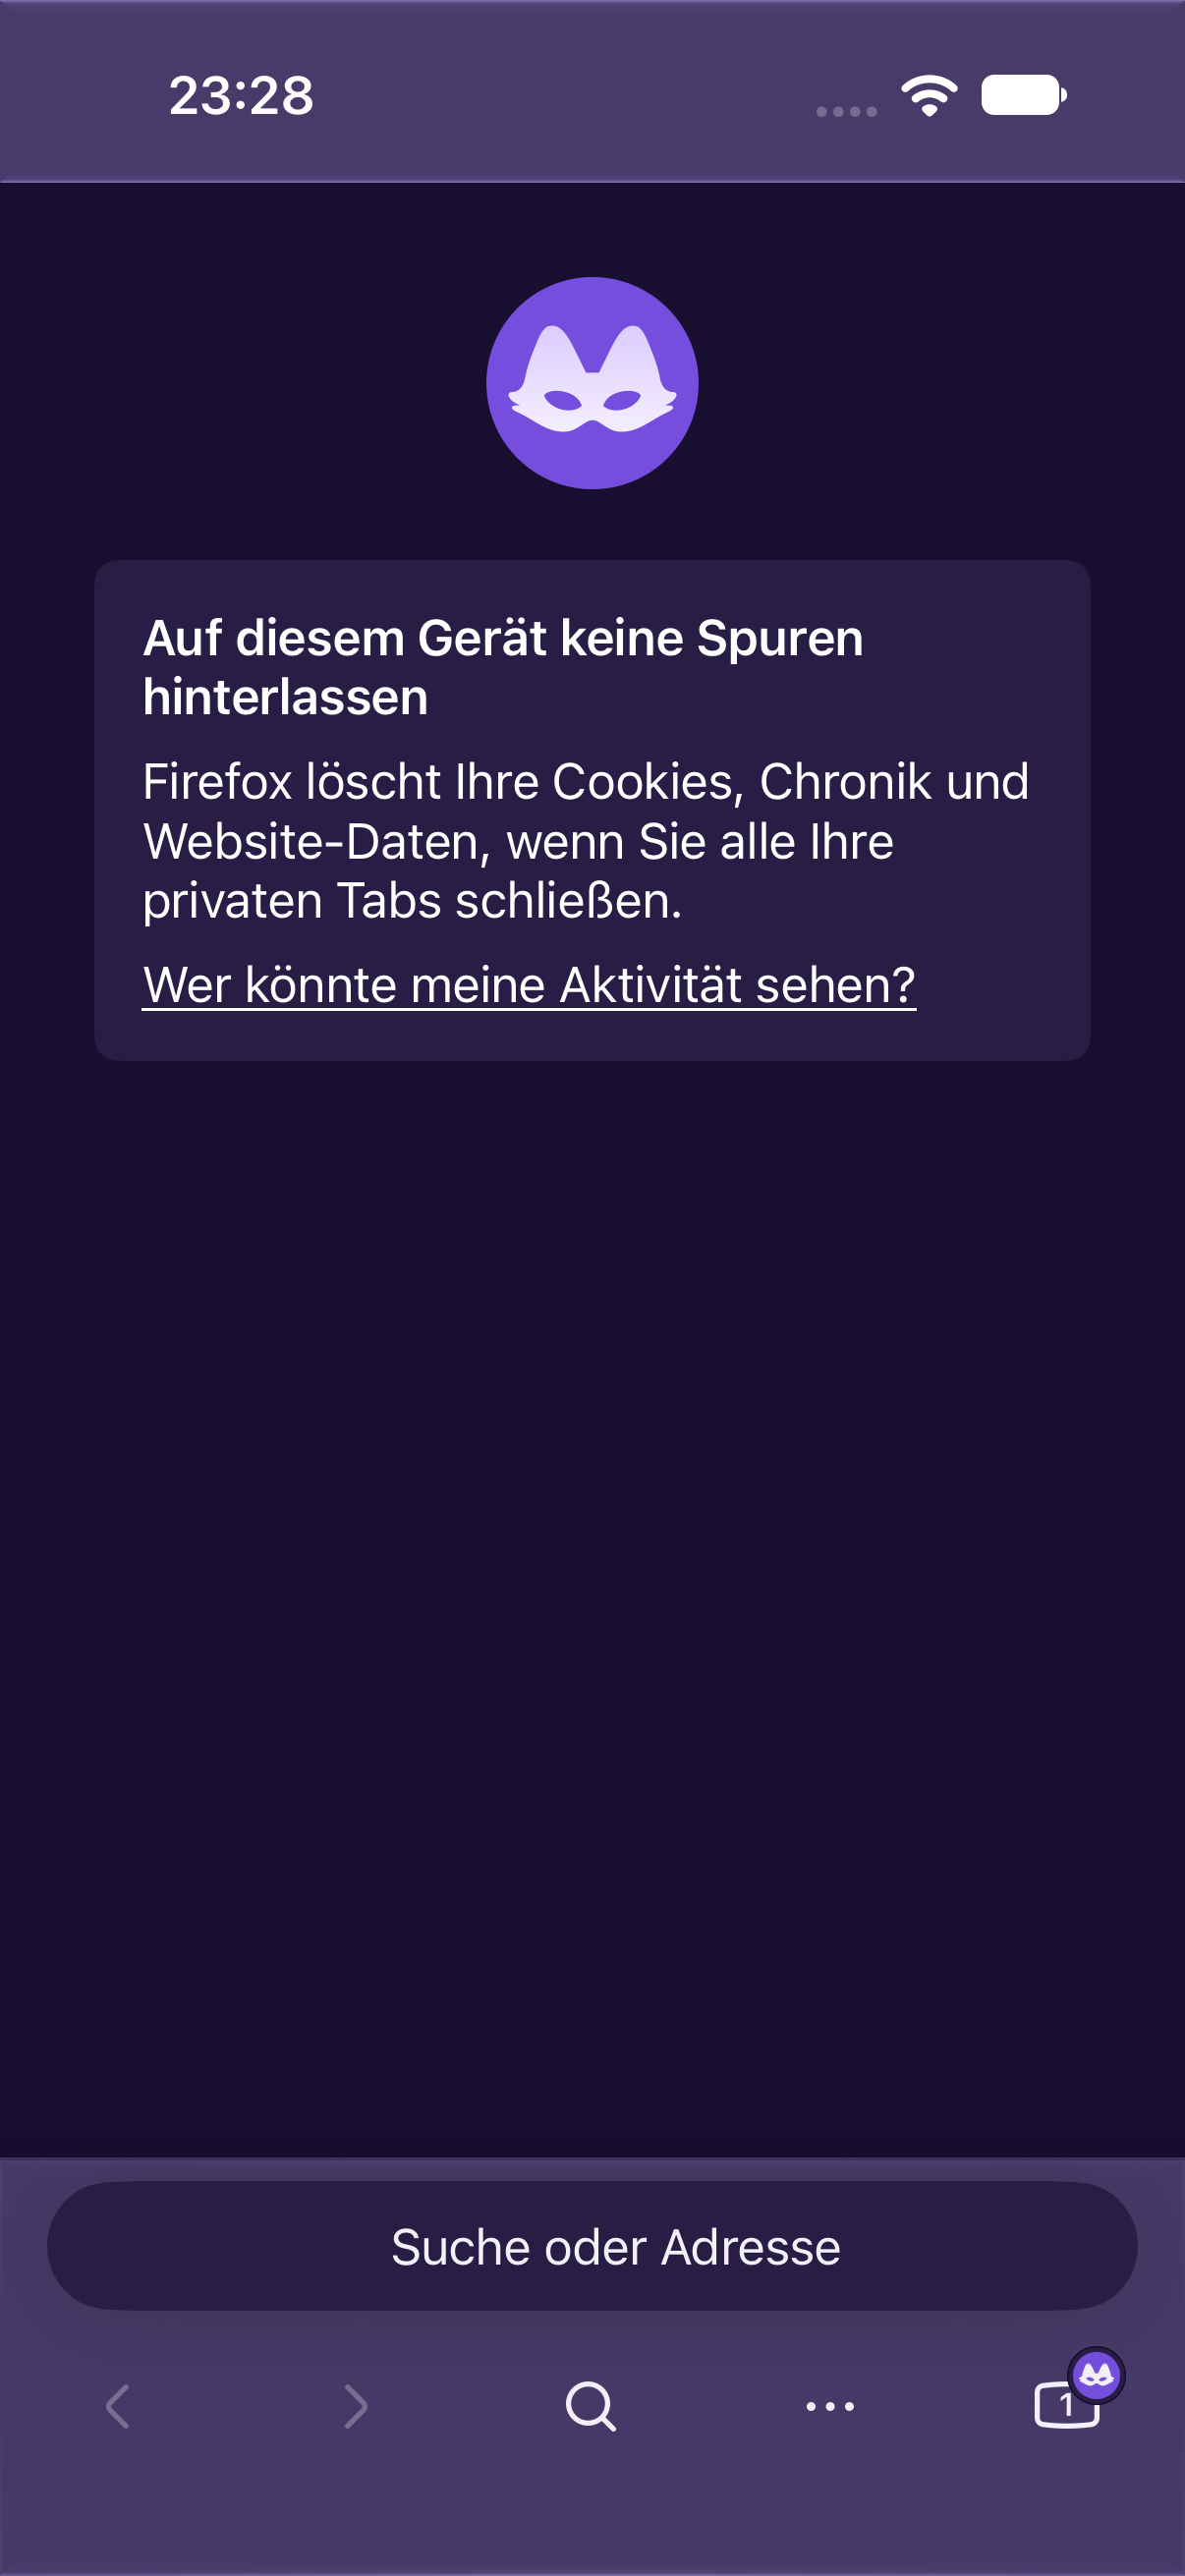 23:28
Auf diesem Gerät keine Spuren
hinterlassen
Firefox löscht Ihre Cookies, Chronik und
Website-Daten, wenn Sie alle Ihre
privaten Tabs schließen.
Wer könnte meine Aktivität sehen?
Suche oder Adresse
1